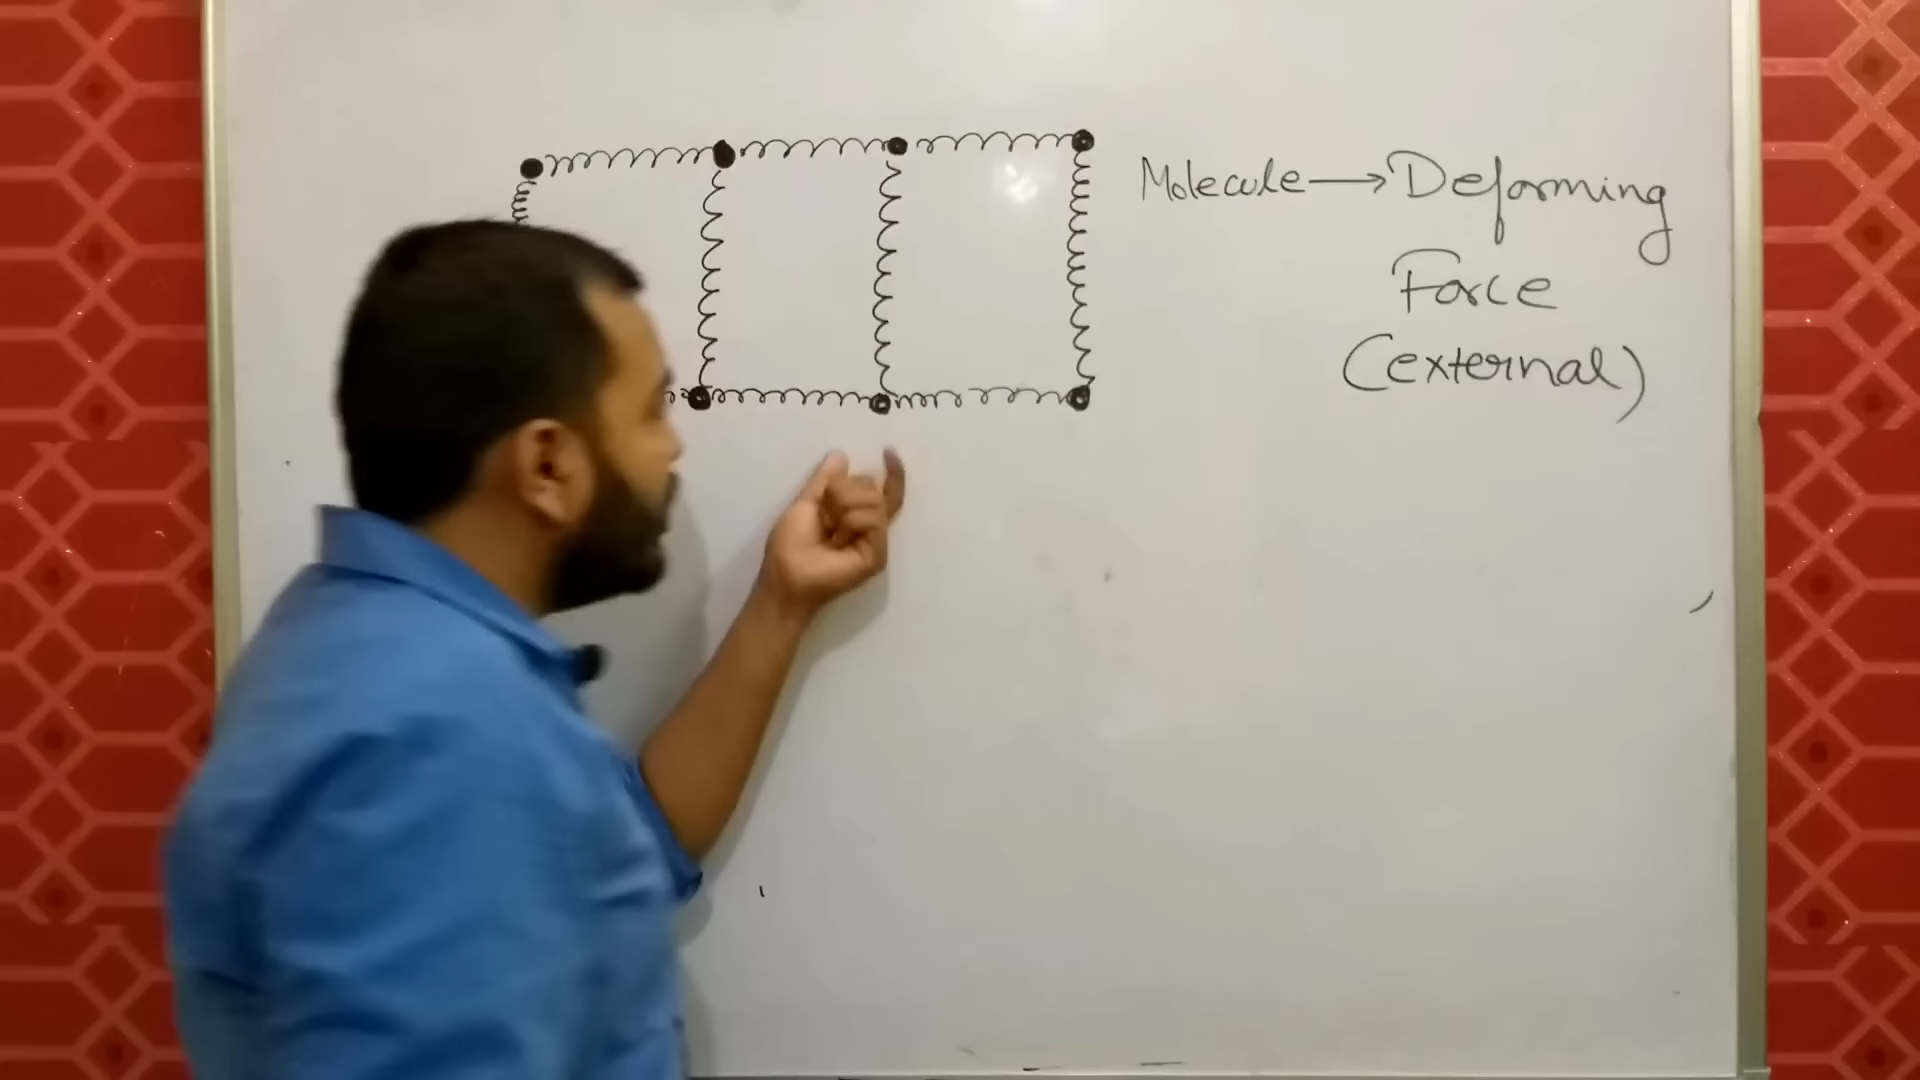 Molecule → Deforming
Force
(external)